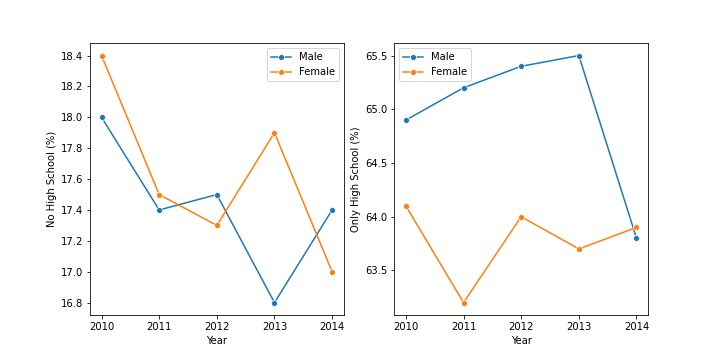 Male
Female
18.4
18.2
18.0
17.8
17.6
17.4
17.2
17.0
16.8
No High School (%)
2010 2011 2012 2013 2014
Year
Male
Female
65.5
65.0
64.5
64.0
63.5
Only High School (%)
2010 2011 2012 2013 2014
Year